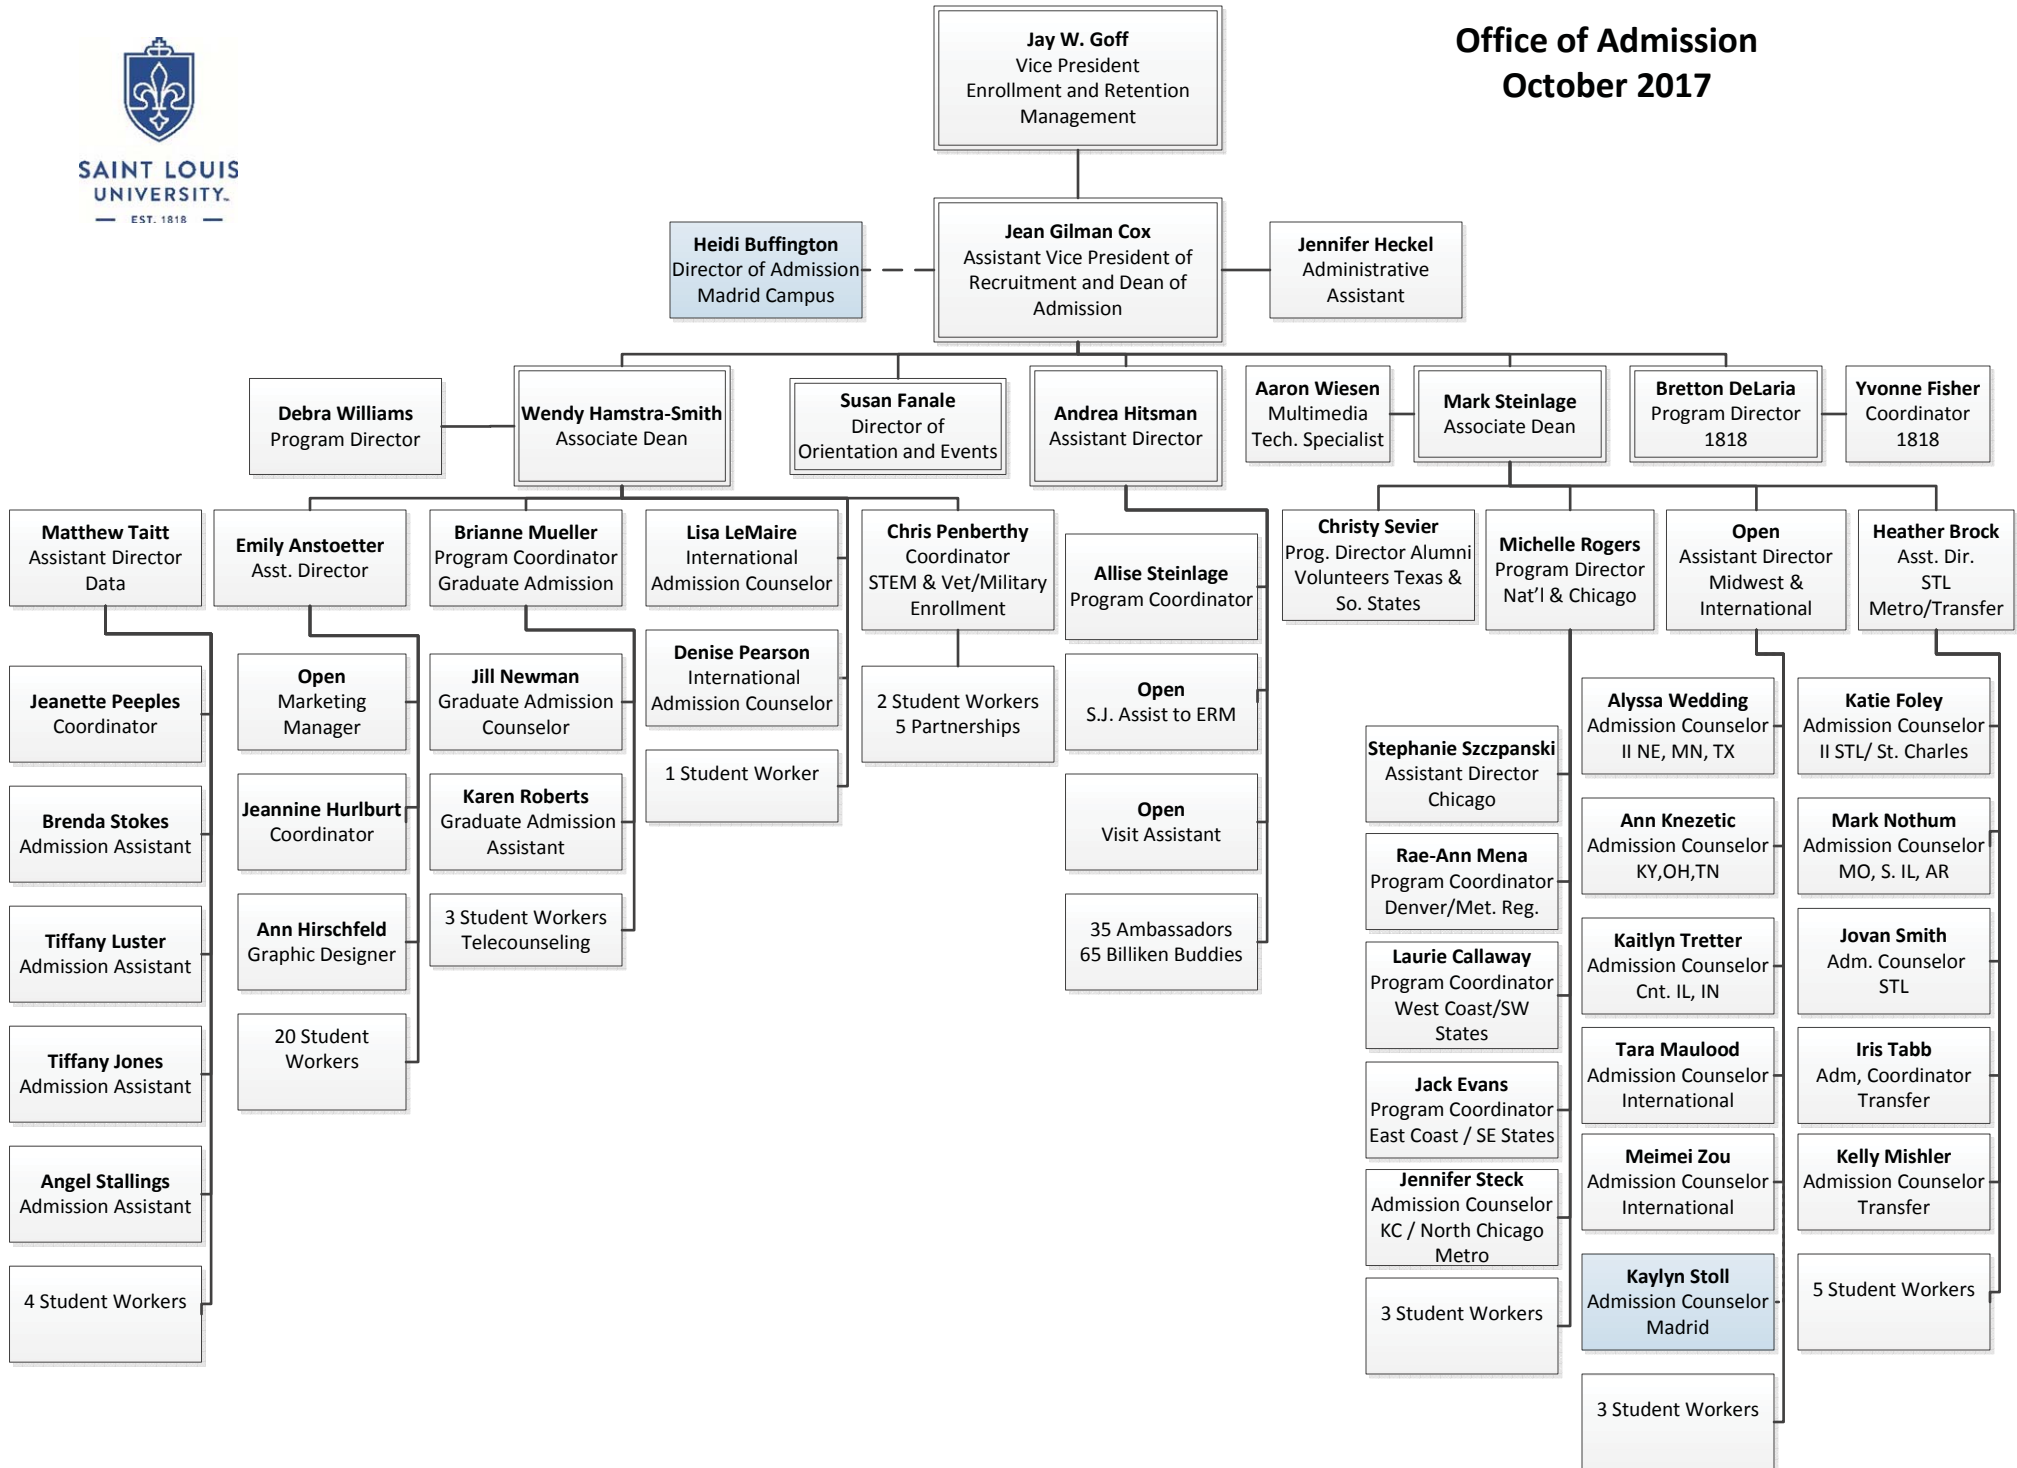 SAINT LOUIS
UNIVERSITY™
EST. 1818
Office of Admission
October 2017
Jay W. Goff
Vice President
Enrollment and Retention
Management
Heidi Buffington
Director of Admission
Madrid Campus
Jean Gilman Cox
Assistant Vice President of
Recruitment and Dean of
Admission
Jennifer Heckel
Administrative
Assistant
Debra Williams
Program Director
Wendy Hamstra-Smith
Associate Dean
Susan Fanale
Director of
Orientation and Events
Andrea Hitsman
Assistant Director
Aaron Wiesen
Multimedia
Tech. Specialist
Mark Steinlage
Associate Dean
Bretton DeLaria
Program Director
1818
Yvonne Fisher
Coordinator
1818
Matthew Taitt
Assistant Director
Data
Emily Anstoetter
Asst. Director
Brianne Mueller
Program Coordinator
Graduate Admission
Lisa LeMaire
International
Admission Counselor
Chris Penberthy
Coordinator
STEM & Vet/Military
Enrollment
Allise Steinlage
Program Coordinator
Christy Sevier
Prog. Director Alumni
Volunteers Texas &
So. States
Michelle Rogers
Program Director
Nat’l & Chicago
Open
Assistant Director
Midwest &
International
Heather Brock
Asst. Dir.
STL
Metro/Transfer
Jeanette Peeples
Coordinator
Brenda Stokes
Admission Assistant
Tiffany Luster
Admission Assistant
Tiffany Jones
Admission Assistant
Angel Stallings
Admission Assistant
4 Student Workers
Open
Marketing
Manager
Jeannine Hurlburt
Coordinator
Ann Hirschfeld
Graphic Designer
20 Student
Workers
Jill Newman
Graduate Admission
Counselor
Karen Roberts
Graduate Admission
Assistant
3 Student Workers
Telecounseling
Denise Pearson
International
Admission Counselor
1 Student Worker
2 Student Workers
5 Partnerships
Open
S.J. Assist to ERM
Open
Visit Assistant
35 Ambassadors
65 Billiken Buddies
Stephanie Szczpanski
Assistant Director
Chicago
Rae-Ann Mena
Program Coordinator
Denver/Met. Reg.
Laurie Callaway
Program Coordinator
West Coast/SW
States
Jack Evans
Program Coordinator
East Coast / SE States
Jennifer Steck
Admission Counselor
KC / North Chicago
Metro
3 Student Workers
Alyssa Wedding
Admission Counselor
II NE, MN, TX
Ann Knezetic
Admission Counselor
KY,OH,TN
Kaitlyn Tretter
Admission Counselor
Cnt. IL, IN
Tara Maulood
Admission Counselor
International
Meimei Zou
Admission Counselor
International
Kaylyn Stoll
Admission Counselor
Madrid
3 Student Workers
Katie Foley
Admission Counselor
II STL/ St. Charles
Mark Nothum
Admission Counselor
MO, S. IL, AR
Jovan Smith
Adm. Counselor
STL
Iris Tabb
Adm, Coordinator
Transfer
Kelly Mishler
Admission Counselor
Transfer
5 Student Workers